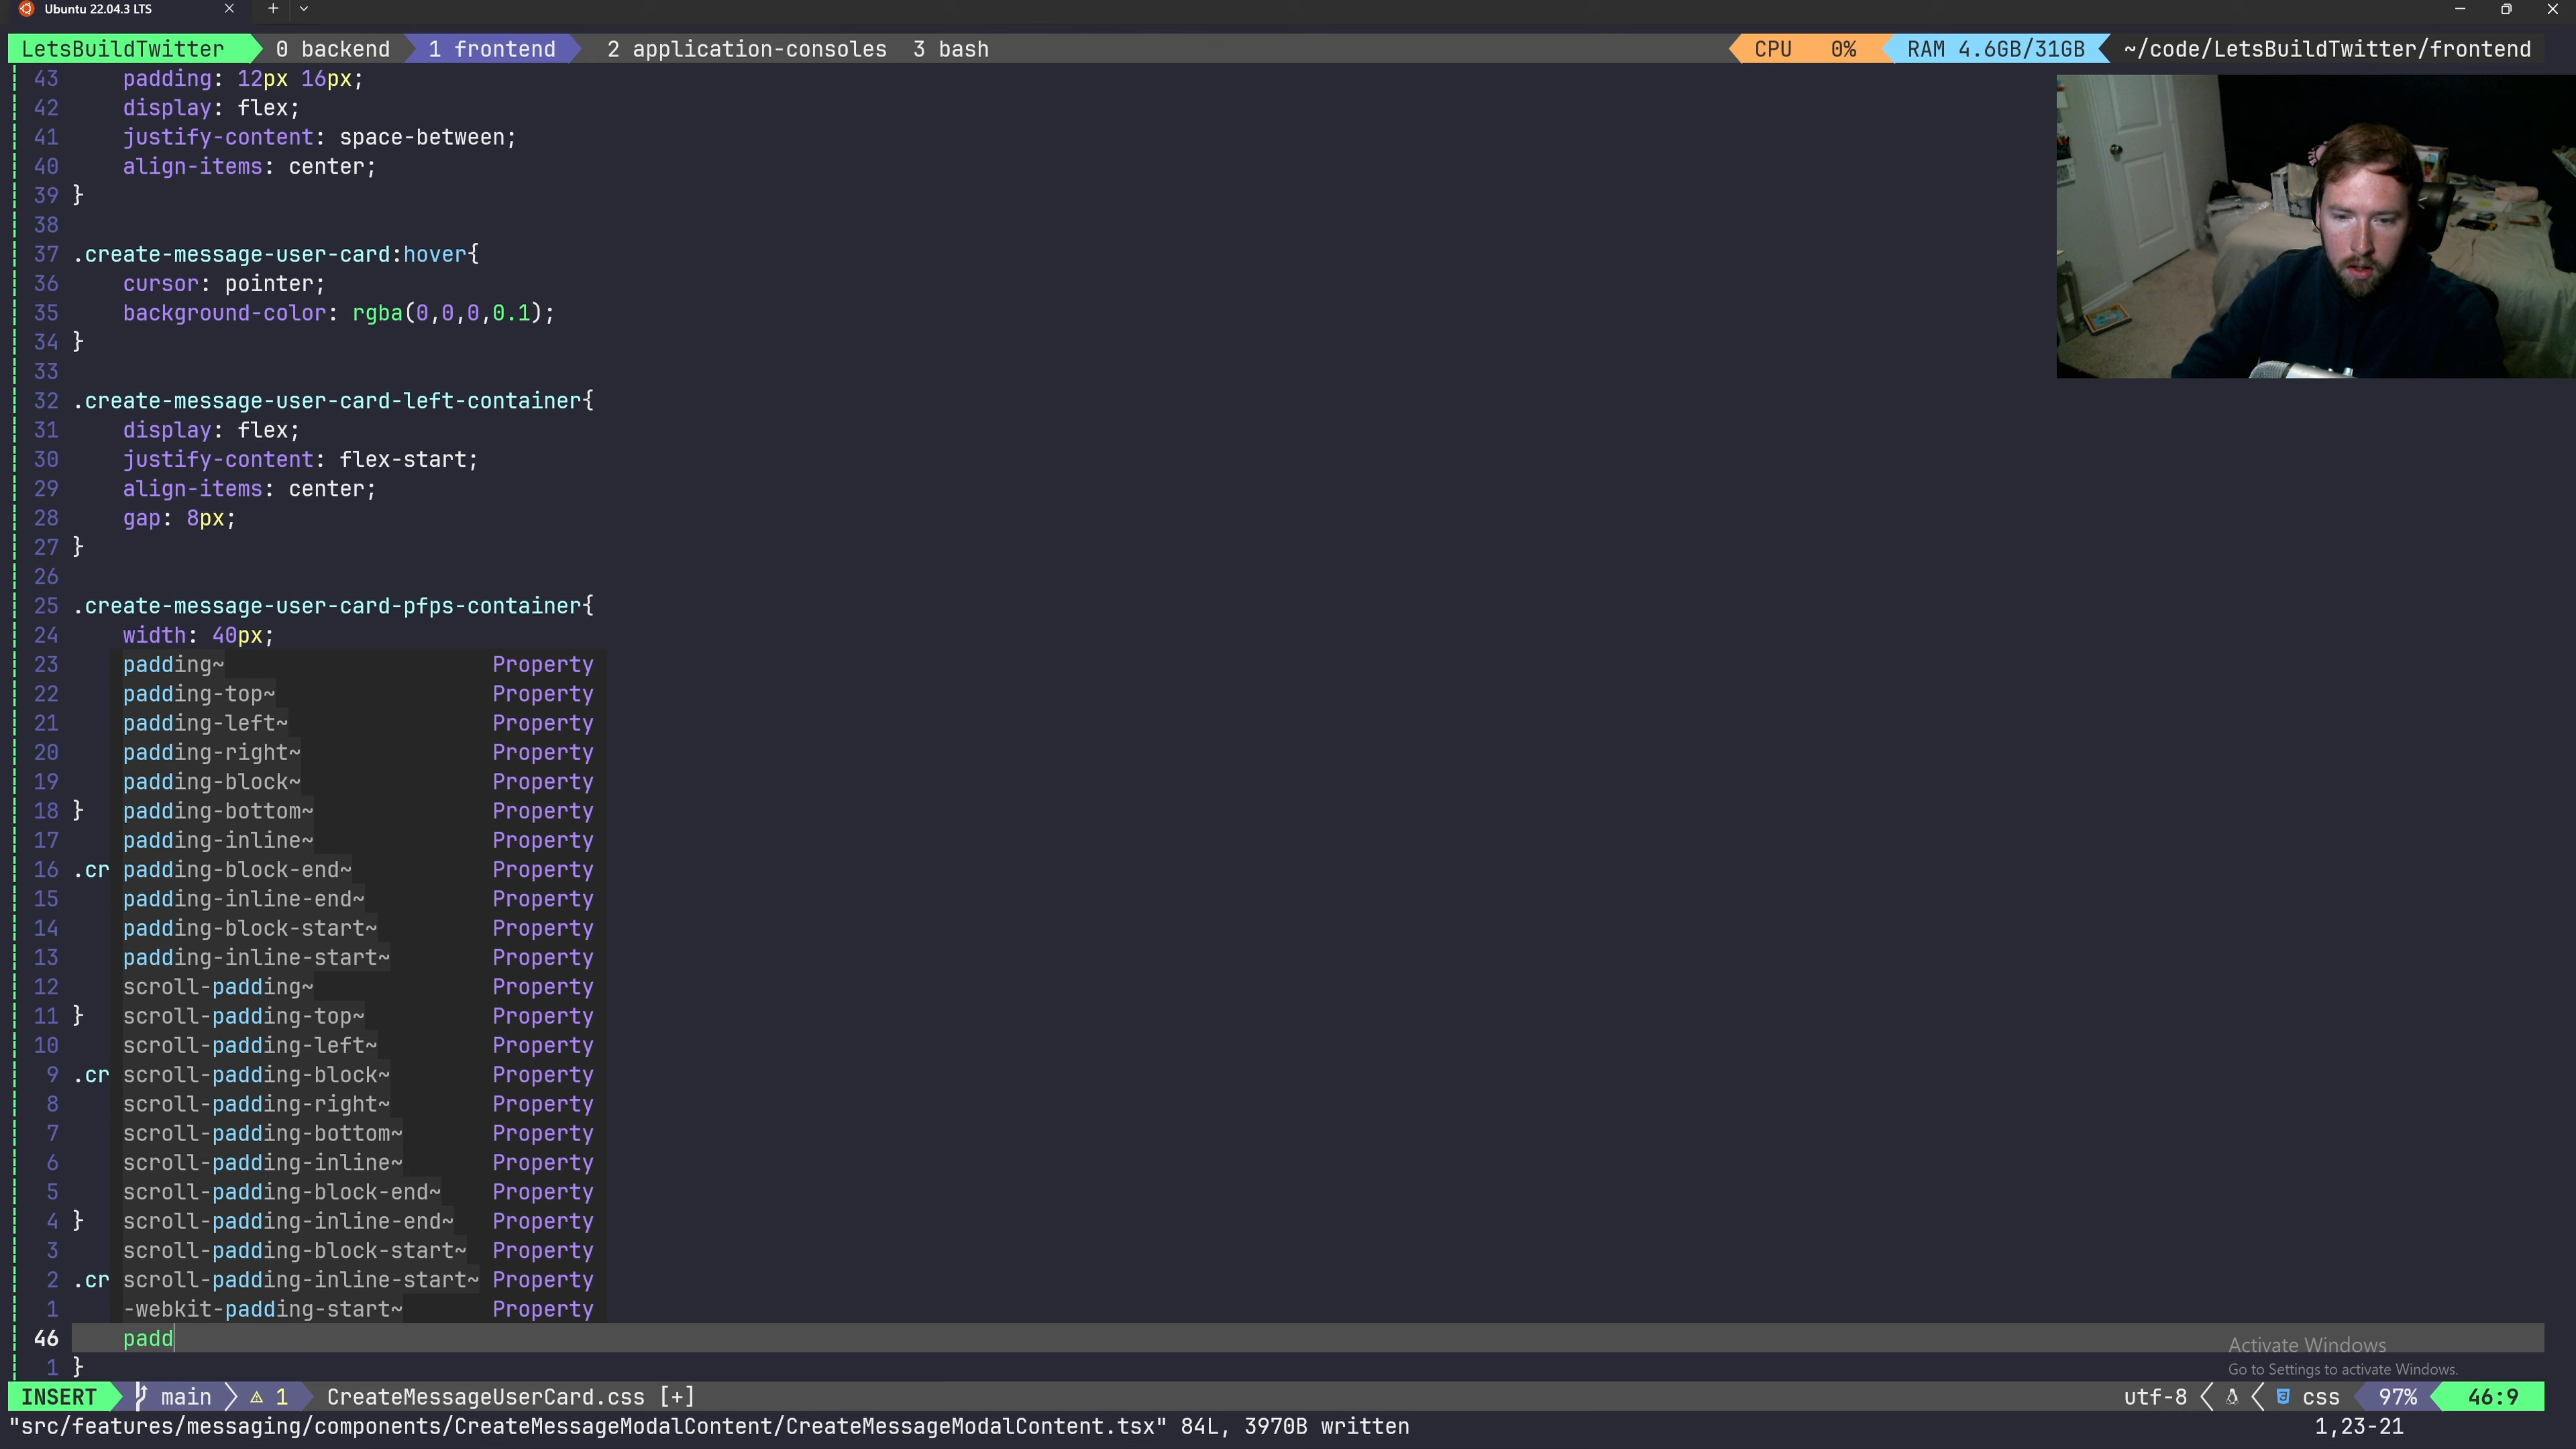 Ubuntu 22.04.3 LTS
LetsBuildTwitter 0 backend 1 frontend 2 application-consoles 3 bash CPU 0% RAM 4.6GB/31GB ~/code/LetsBuildTwitter/frontend
43 padding: 12px 16px;
42 display: flex;
41 justify-content: space-between;
40 align-items: center;
39 }
38
37 .create-message-user-card:hover{
36 cursor: pointer;
35 background-color: rgba(0,0,0,0.1);
34 }
33
32 .create-message-user-card-left-container{
31 display: flex;
30 justify-content: flex-start;
29 align-items: center;
28 gap: 8px;
27 }
26
25 .create-message-user-card-pfps-container{
24 width: 40px;
23 padding~ Property
22 padding-top~ Property
21 padding-left~ Property
20 padding-right~ Property
19 padding-block~ Property
18 } padding-bottom~ Property
17 padding-inline~ Property
16 .cr padding-block-end~ Property
15 padding-inline-end~ Property
14 padding-block-start~ Property
13 padding-inline-start~ Property
12 scroll-padding~ Property
11 } scroll-padding-top~ Property
10 scroll-padding-left~ Property
9 .cr scroll-padding-block~ Property
8 scroll-padding-right~ Property
7 scroll-padding-bottom~ Property
6 scroll-padding-inline~ Property
5 scroll-padding-block-end~ Property
4 } scroll-padding-inline-end~ Property
3 scroll-padding-block-start~ Property
2 .cr scroll-padding-inline-start~ Property
1 -webkit-padding-start~ Property
46 padd
1 }
Activate Windows
Go to Settings to activate Windows.
INSERT main 1 CreateMessageUserCard.css [+] utf-8 css 97% 46:9
"src/features/messaging/components/CreateMessageModalContent/CreateMessageModalContent.tsx" 84L, 3970B written 1,23-21